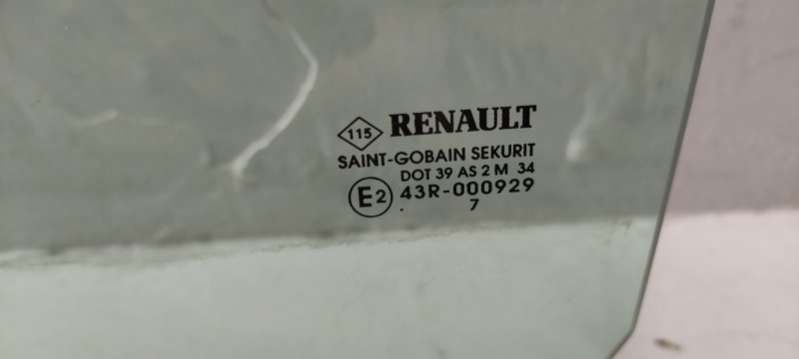 115 RENAULT
SAINT-GOBAIN SEKURIT
DOT 39 AS 2 M 34
E2 43R-000929
. 7